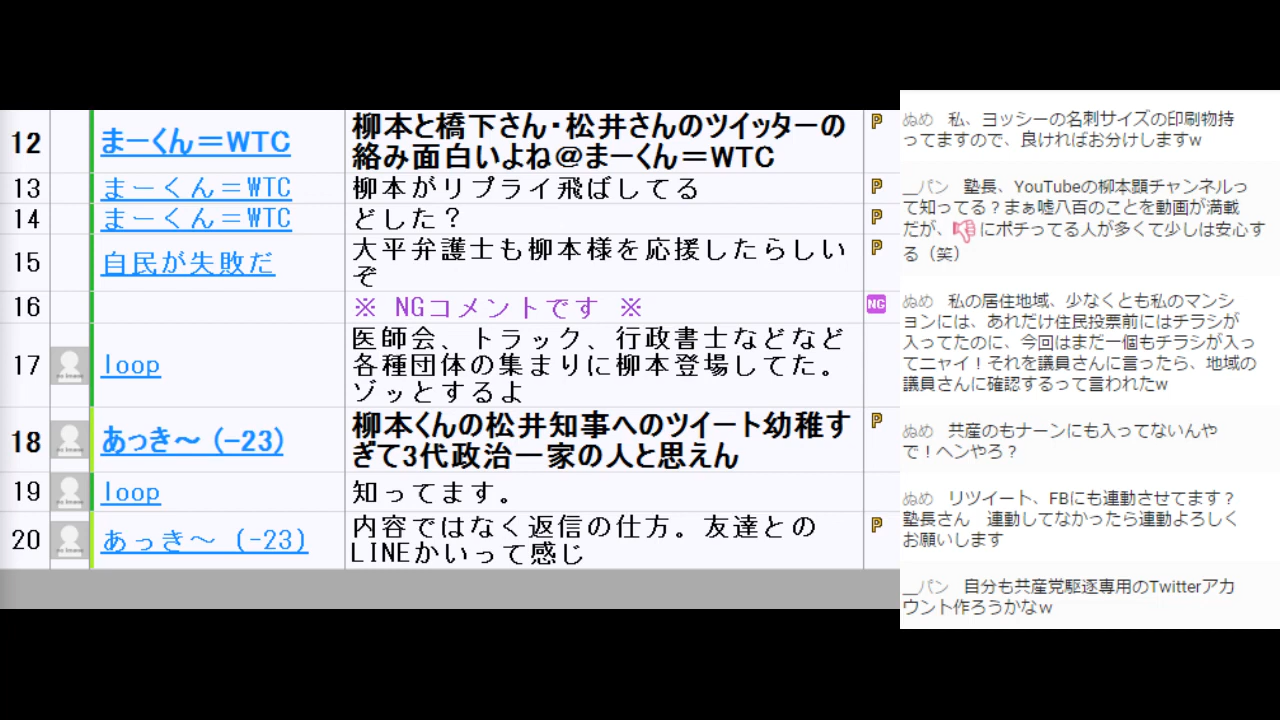 12 まーくん＝WTC 柳本と橋下さん・松井さんのツイッターの
絡み面白いよね＠まーくん＝WTC P
13 まーくん＝WTC 柳本がリプライ飛ばしてる P
14 まーくん＝WTC どした？ P
15 自民が失敗だ 大平弁護士も柳本様を応援したらしい
ぞ P
16 ※ NGコメントです ※ NG
17 loop 医師会、トラック、行政書士などなど
各種団体の集まりに柳本登場してた。
ゾッとするよ
18 あっき～（-23） 柳本くんの松井知事へのツイート幼稚す
ぎて3代政治一家の人と思えん P
19 loop 知ってます。
20 あっき～（-23） 内容ではなく返信の仕方。友達との
LINEかいって感じ P
ぬめ 私、ヨッシーの名刺サイズの印刷物持
ってますので、良ければお分けしますw
__パン 塾長、YouTubeの柳本顕チャンネルっ
て知ってる？まぁ嘘八百のことを動画が満載
だが、👎にポチってる人が多くて少しは安心す
る（笑）
ぬめ 私の居住地域、少なくとも私のマンシ
ョンには、あれだけ住民投票前にはチラシが
入ってたのに、今回はまだ一個もチラシが入っ
てニャイ！それを議員さんに言ったら、地域の
議員さんに確認するって言われたw
ぬめ 共産のもナーンにも入ってないんや
で！ヘンやろ？
ぬめ リツイート、FBにも連動させてます？
塾長さん 連動してなかったら連動よろしく
お願いします
__パン 自分も共産党駆逐専用のTwitterアカ
ウント作ろうかなｗ